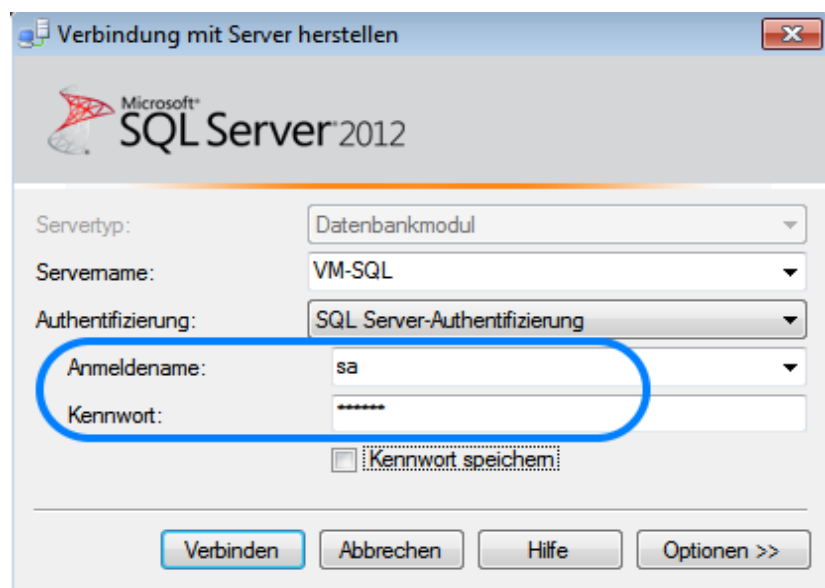 Verbindung mit Server herstellen
Microsoft®
SQL Server® 2012
Servertyp: Datenbankmodul
Servername: VM-SQL
Authentifizierung: SQL Server-Authentifizierung
Anmeldename: sa
Kennwort: ******
Kennwort speichern
Verbinden Abbrechen Hilfe Optionen >>